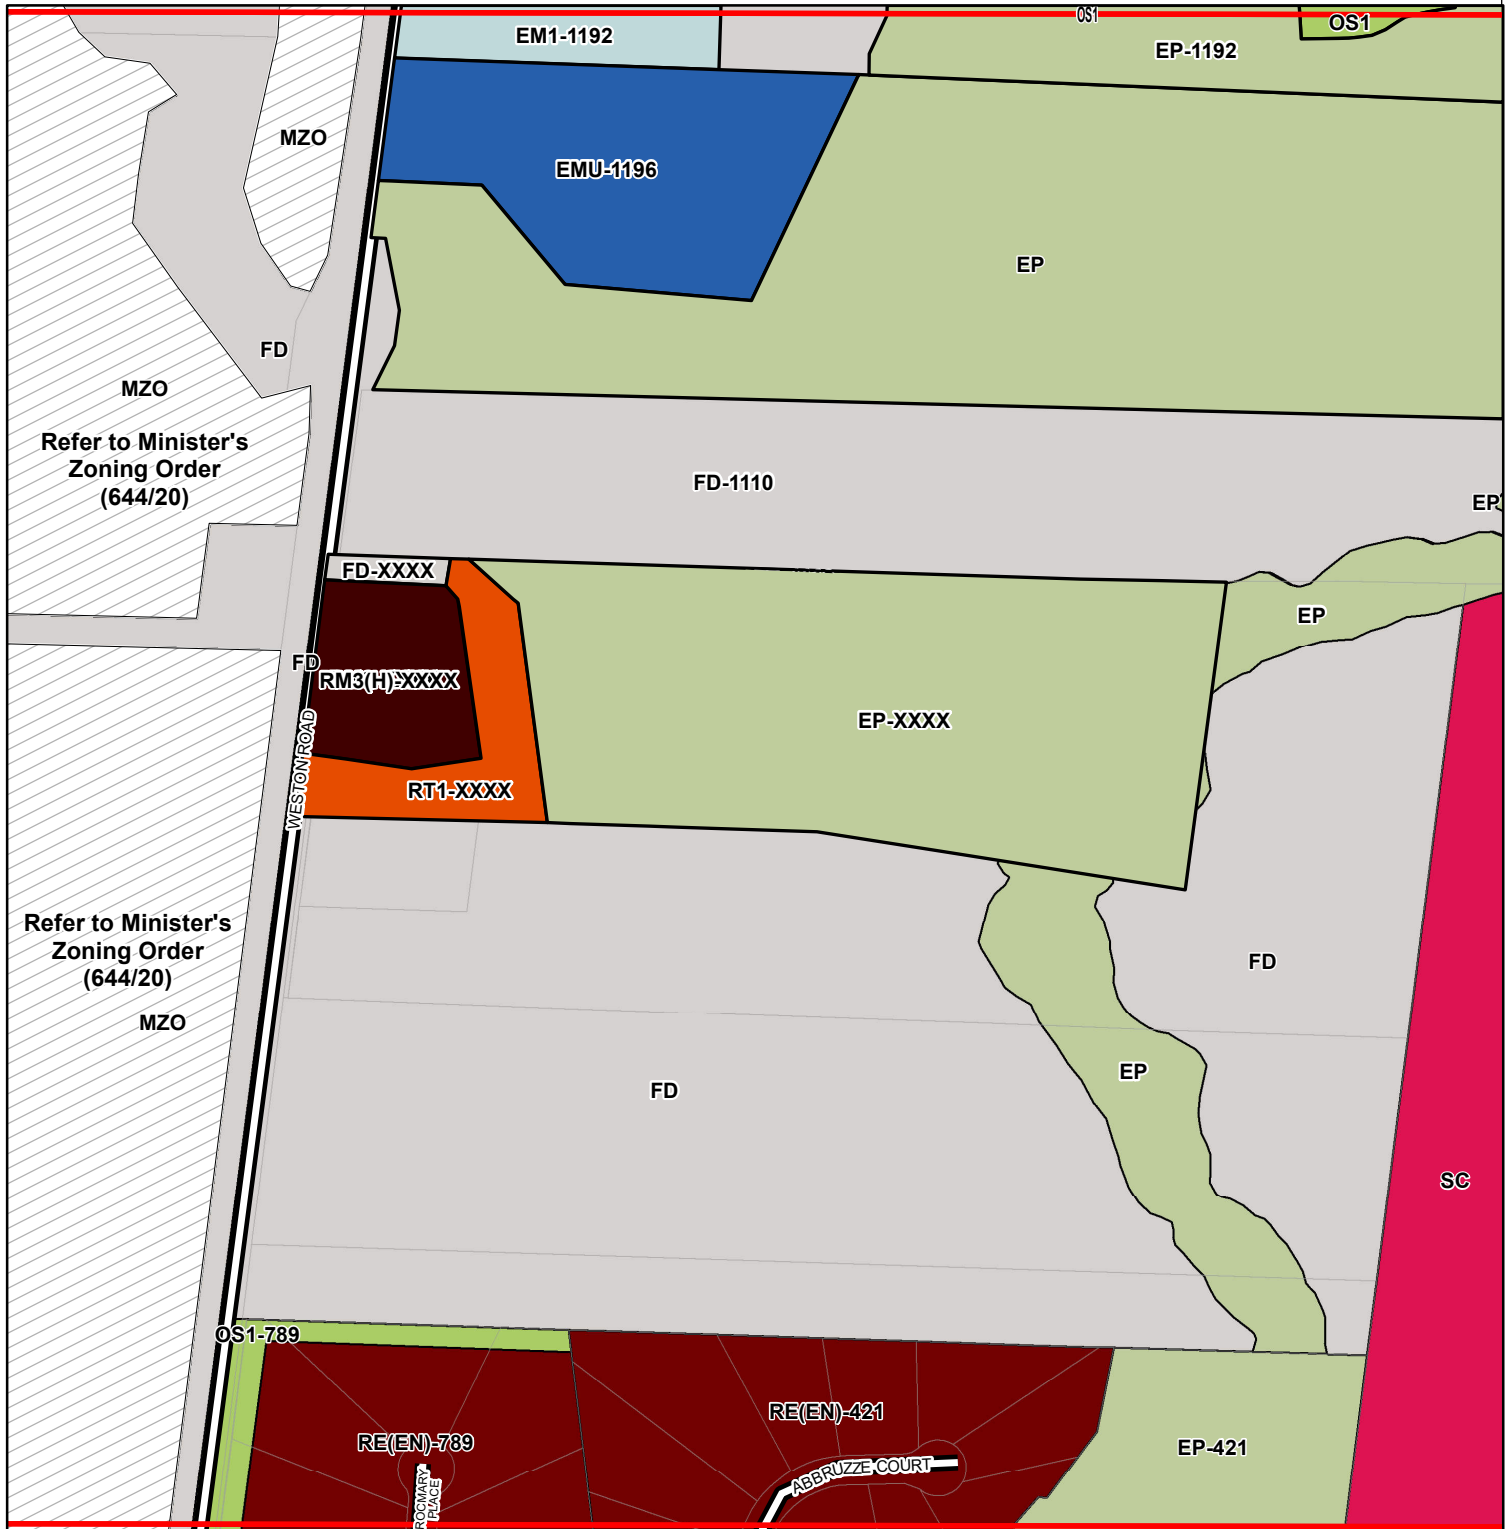 OS1
OS1
EM1-1192
EP-1192
MZO
EMU-1196
EP
FD
MZO
Refer to Minister's
Zoning Order
(644/20)
FD-1110
EP
FD-XXXX
EP
FD
RM3(H)-XXXX
EP-XXXX
WESTON ROAD
RT1-XXXX
Refer to Minister's
Zoning Order
(644/20)
MZO
FD
EP
FD
SC
OS1-789
RE(EN)-421
RE(EN)-789
EP-421
ABBRUZZE COURT
ROCMARY
PLACE